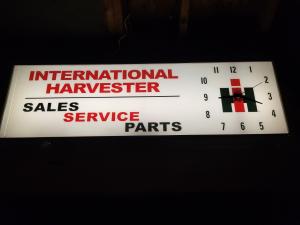 INTERNATIONAL
HARVESTER
SALES
SERVICE
PARTS
12
11
1
10
2
9
3
8
4
7
6
5